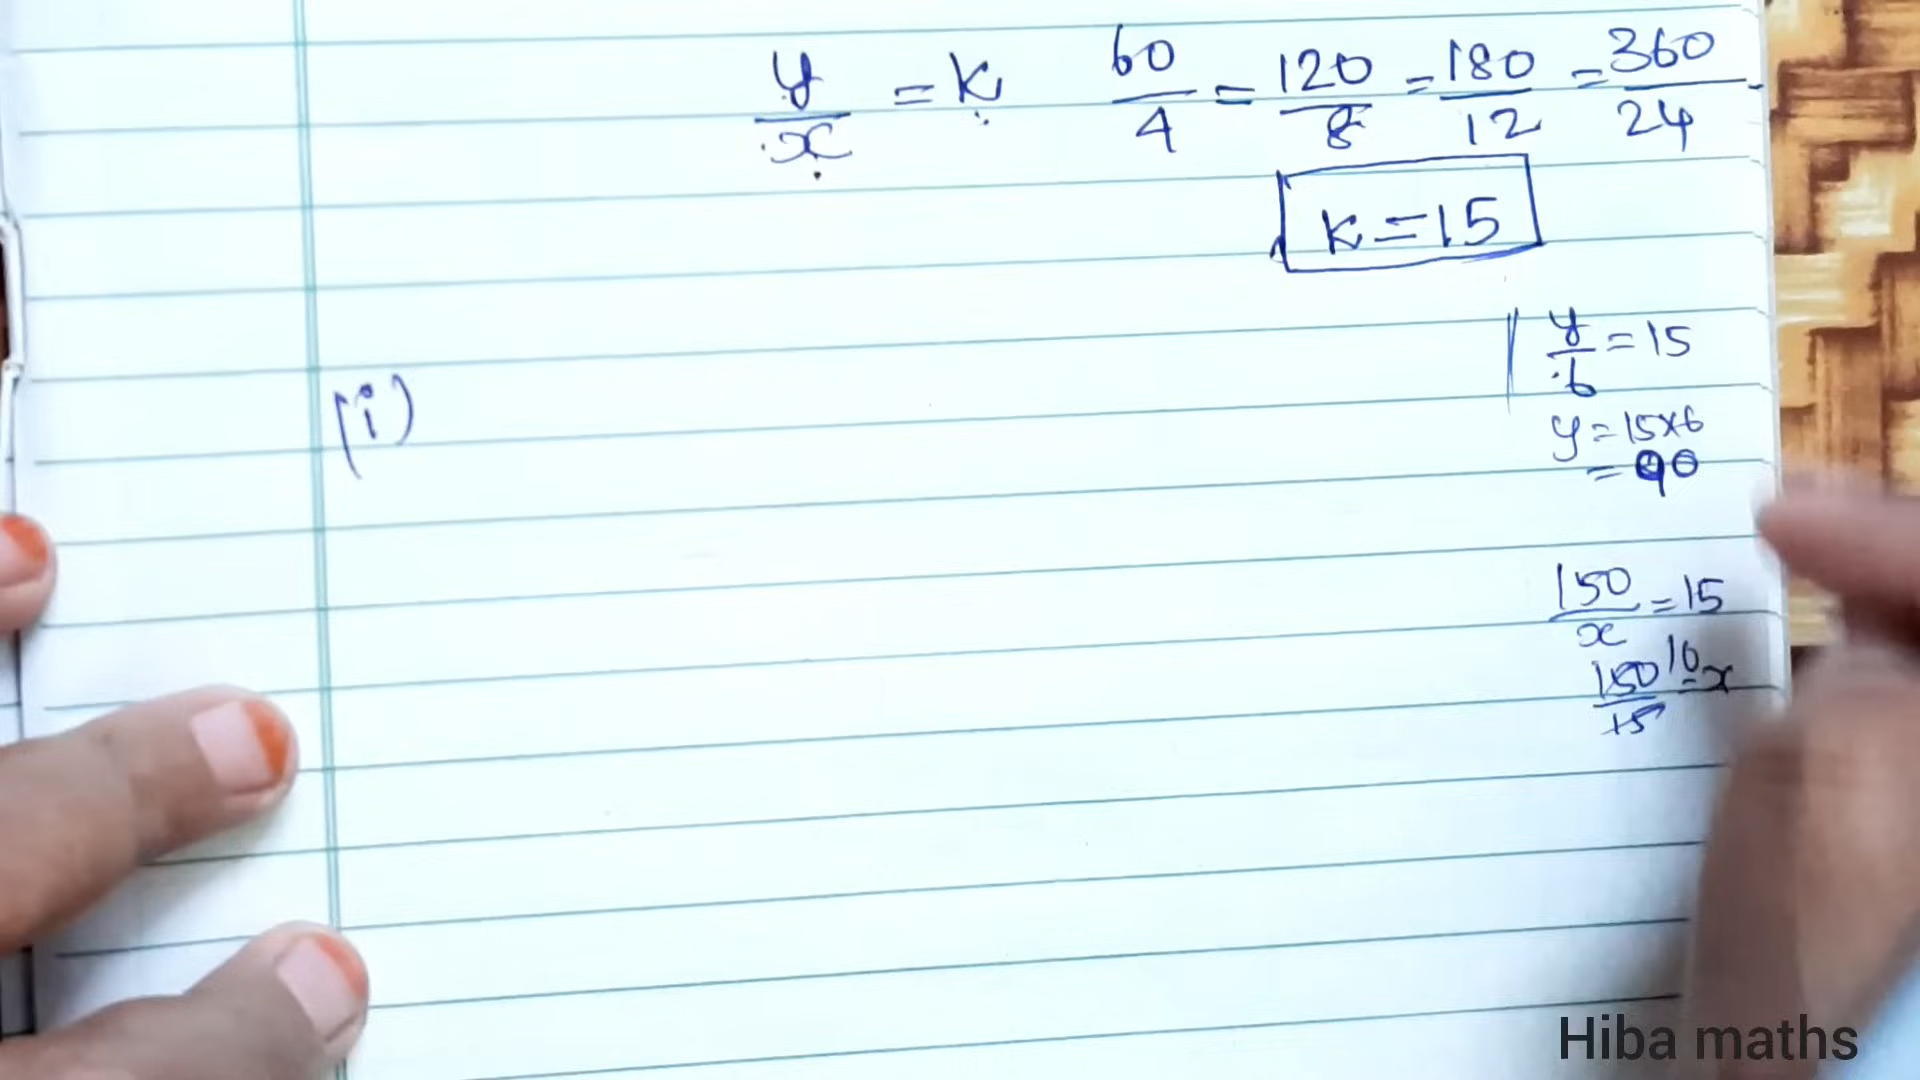 y/x = k 60/4 = 120/8 = 180/12 = 360/24
k = 15
y/6 = 15
(i)
y = 15×6
= 90
150/x = 15
150/15 10 = x
Hiba maths